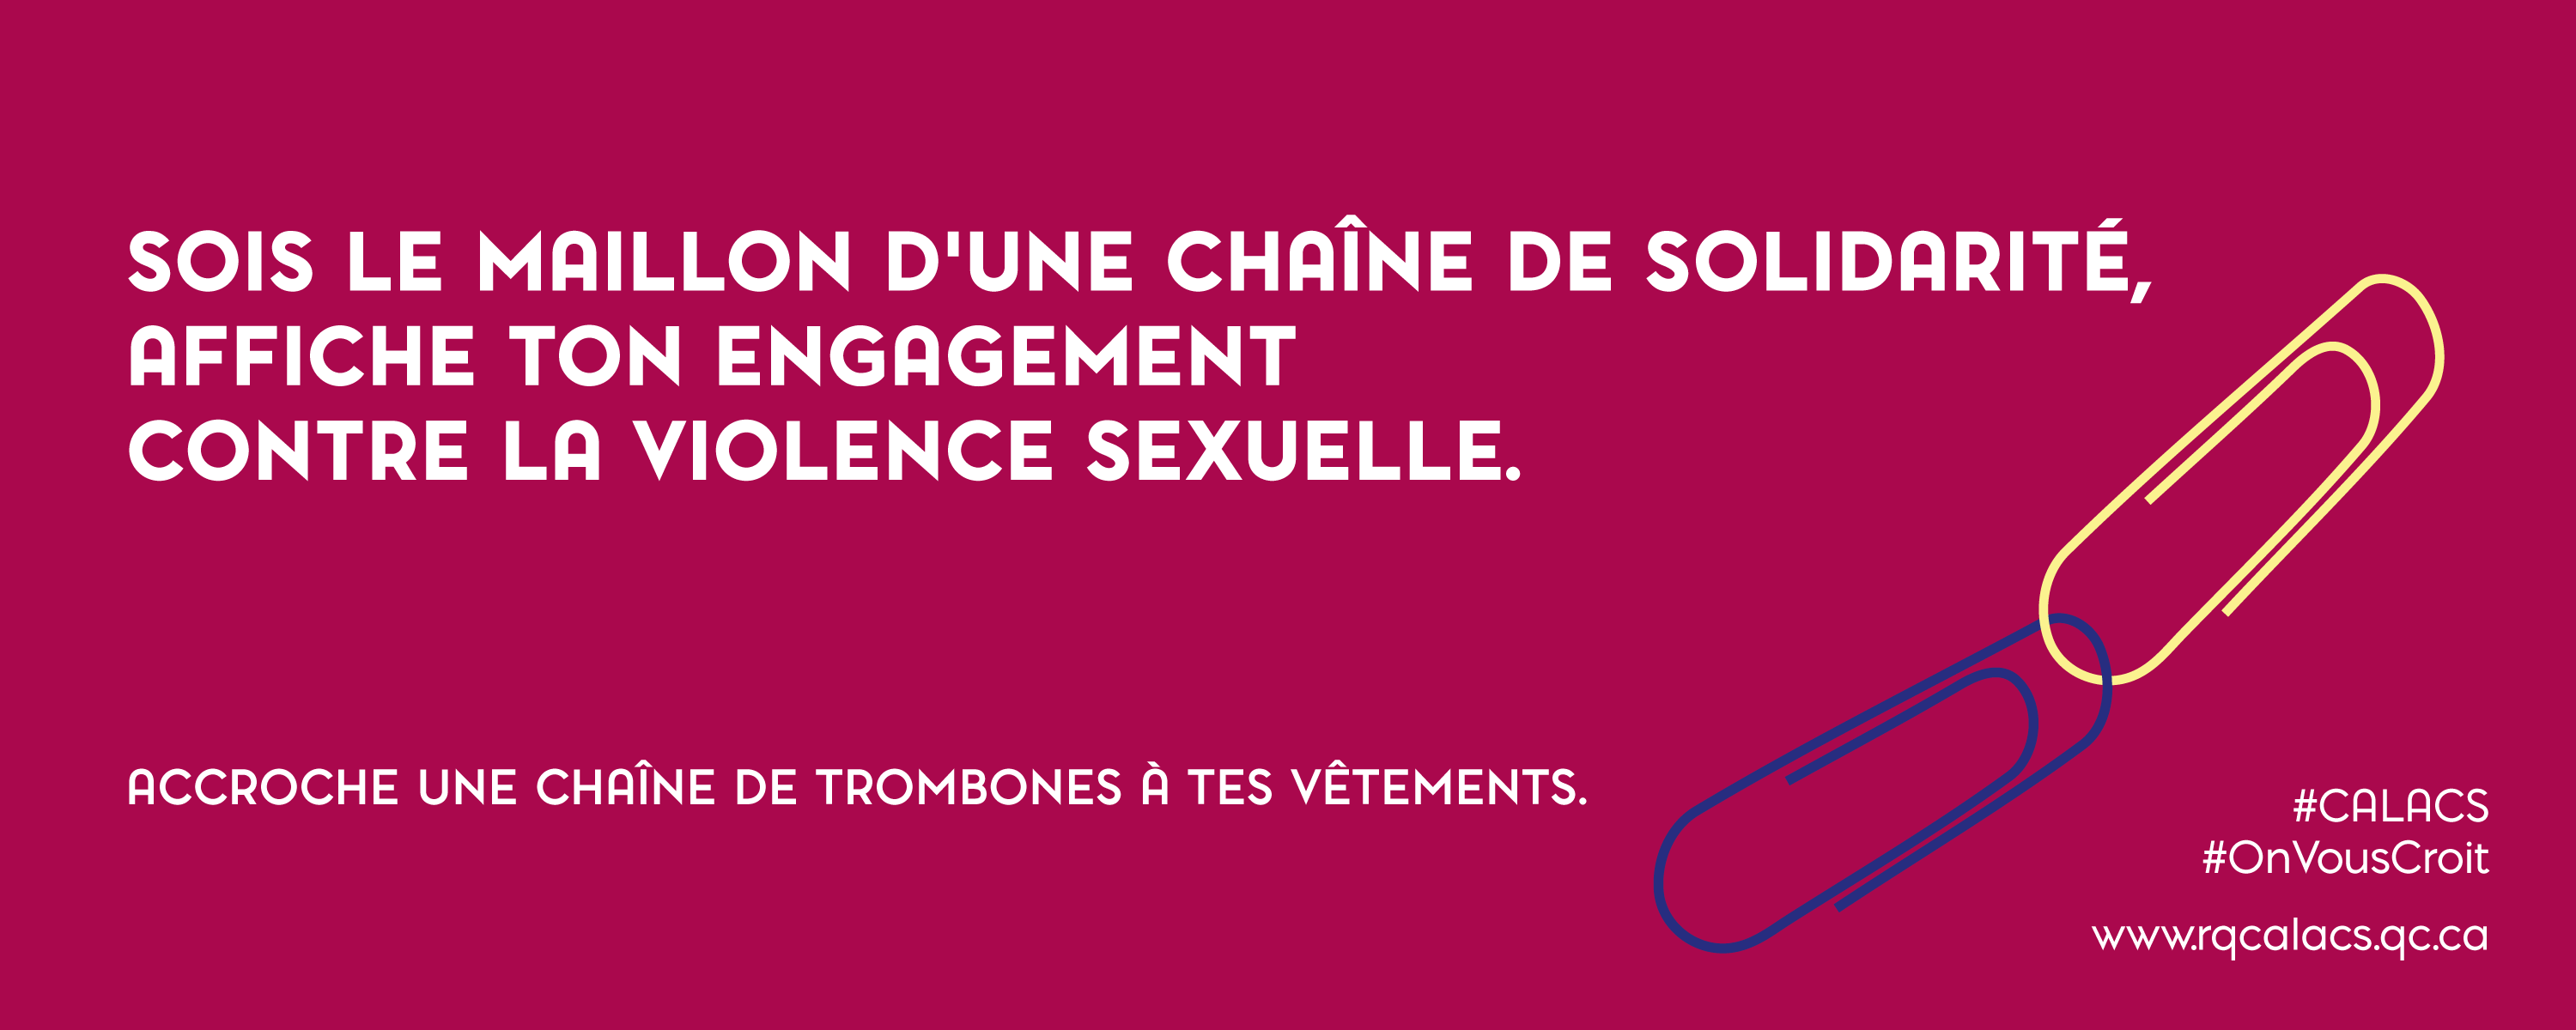 SOIS LE MAILLON D'UNE CHAÎNE DE SOLIDARITÉ,
AFFICHE TON ENGAGEMENT
CONTRE LA VIOLENCE SEXUELLE.
ACCROCHE UNE CHAÎNE DE TROMBONES À TES VÊTEMENTS.
#CALACS
#OnVousCroit
www.rqcalacs.qc.ca